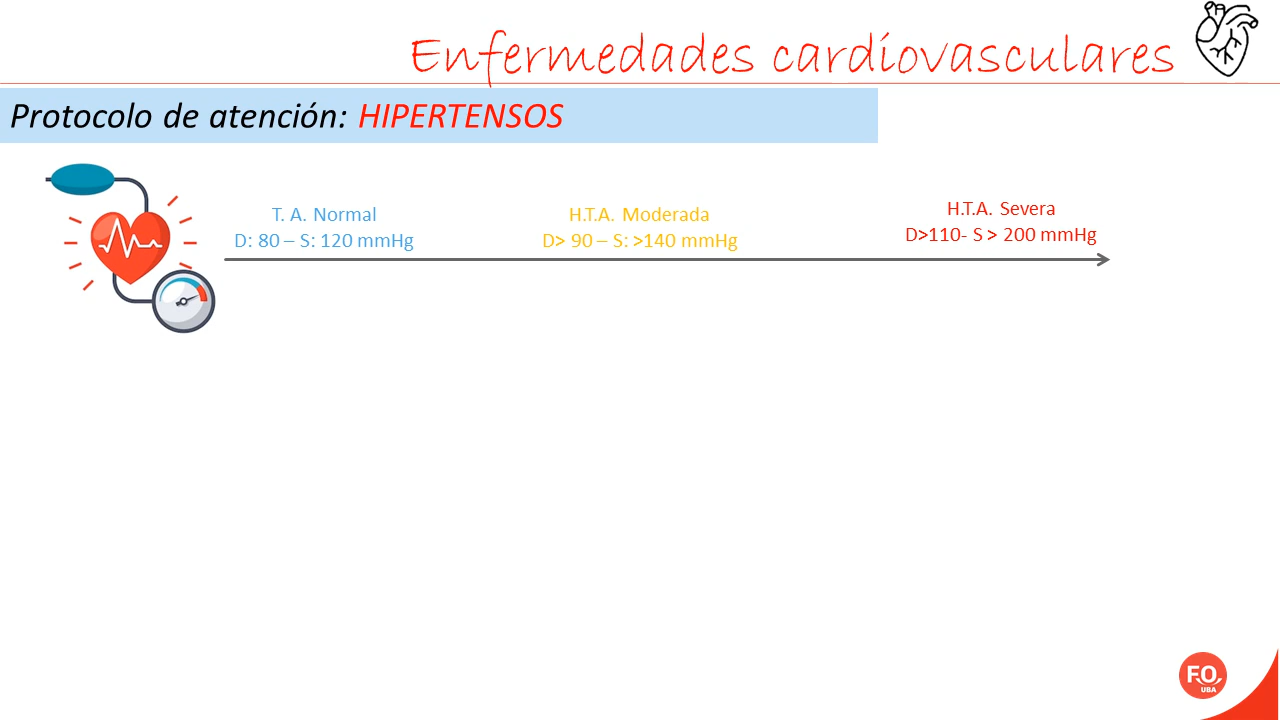 Enfermedades cardiovasculares
Protocolo de atención: HIPERTENSOS
T. A. Normal
D: 80 – S: 120 mmHg
H.T.A. Moderada
D> 90 – S: >140 mmHg
H.T.A. Severa
D>110- S > 200 mmHg
F.O.
UBA